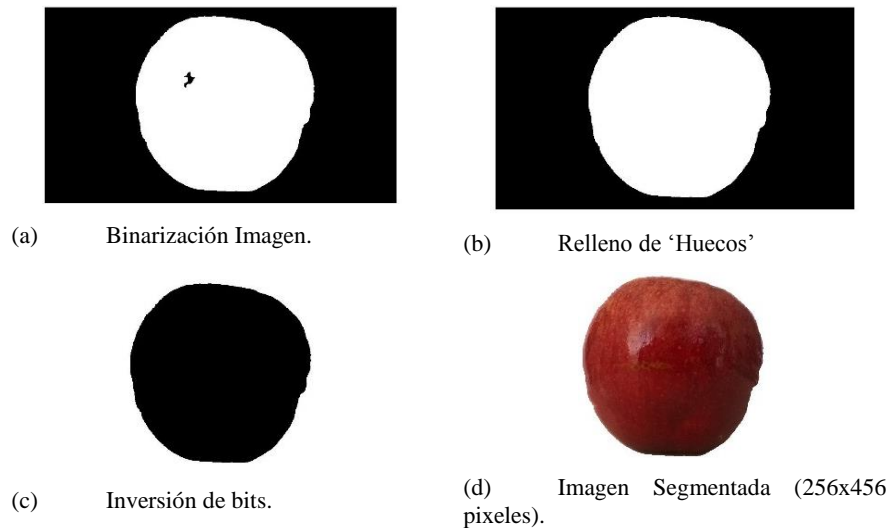 (a) Binarización Imagen.
(b) Relleno de ‘Huecos’
(c) Inversión de bits.
(d) Imagen Segmentada (256x456
pixeles).